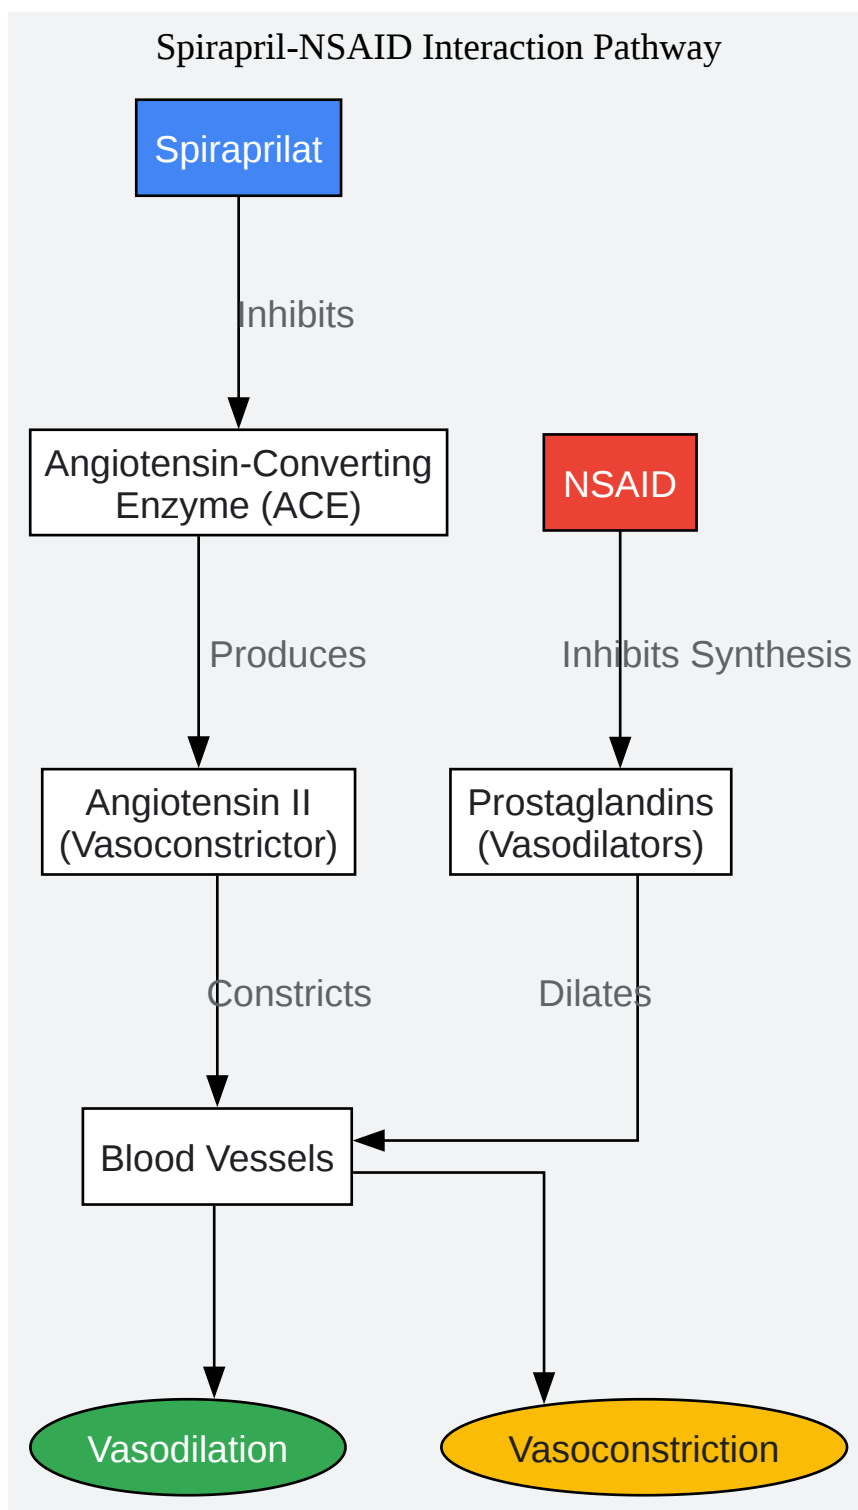 Spirapril-NSAID Interaction Pathway
Spiraprilat
Inhibits
Angiotensin-Converting
Enzyme (ACE)
NSAID
Produces
Inhibits Synthesis
Angiotensin II
(Vasoconstrictor)
Prostaglandins
(Vasodilators)
Constricts
Dilates
Blood Vessels
Vasodilation
Vasoconstriction